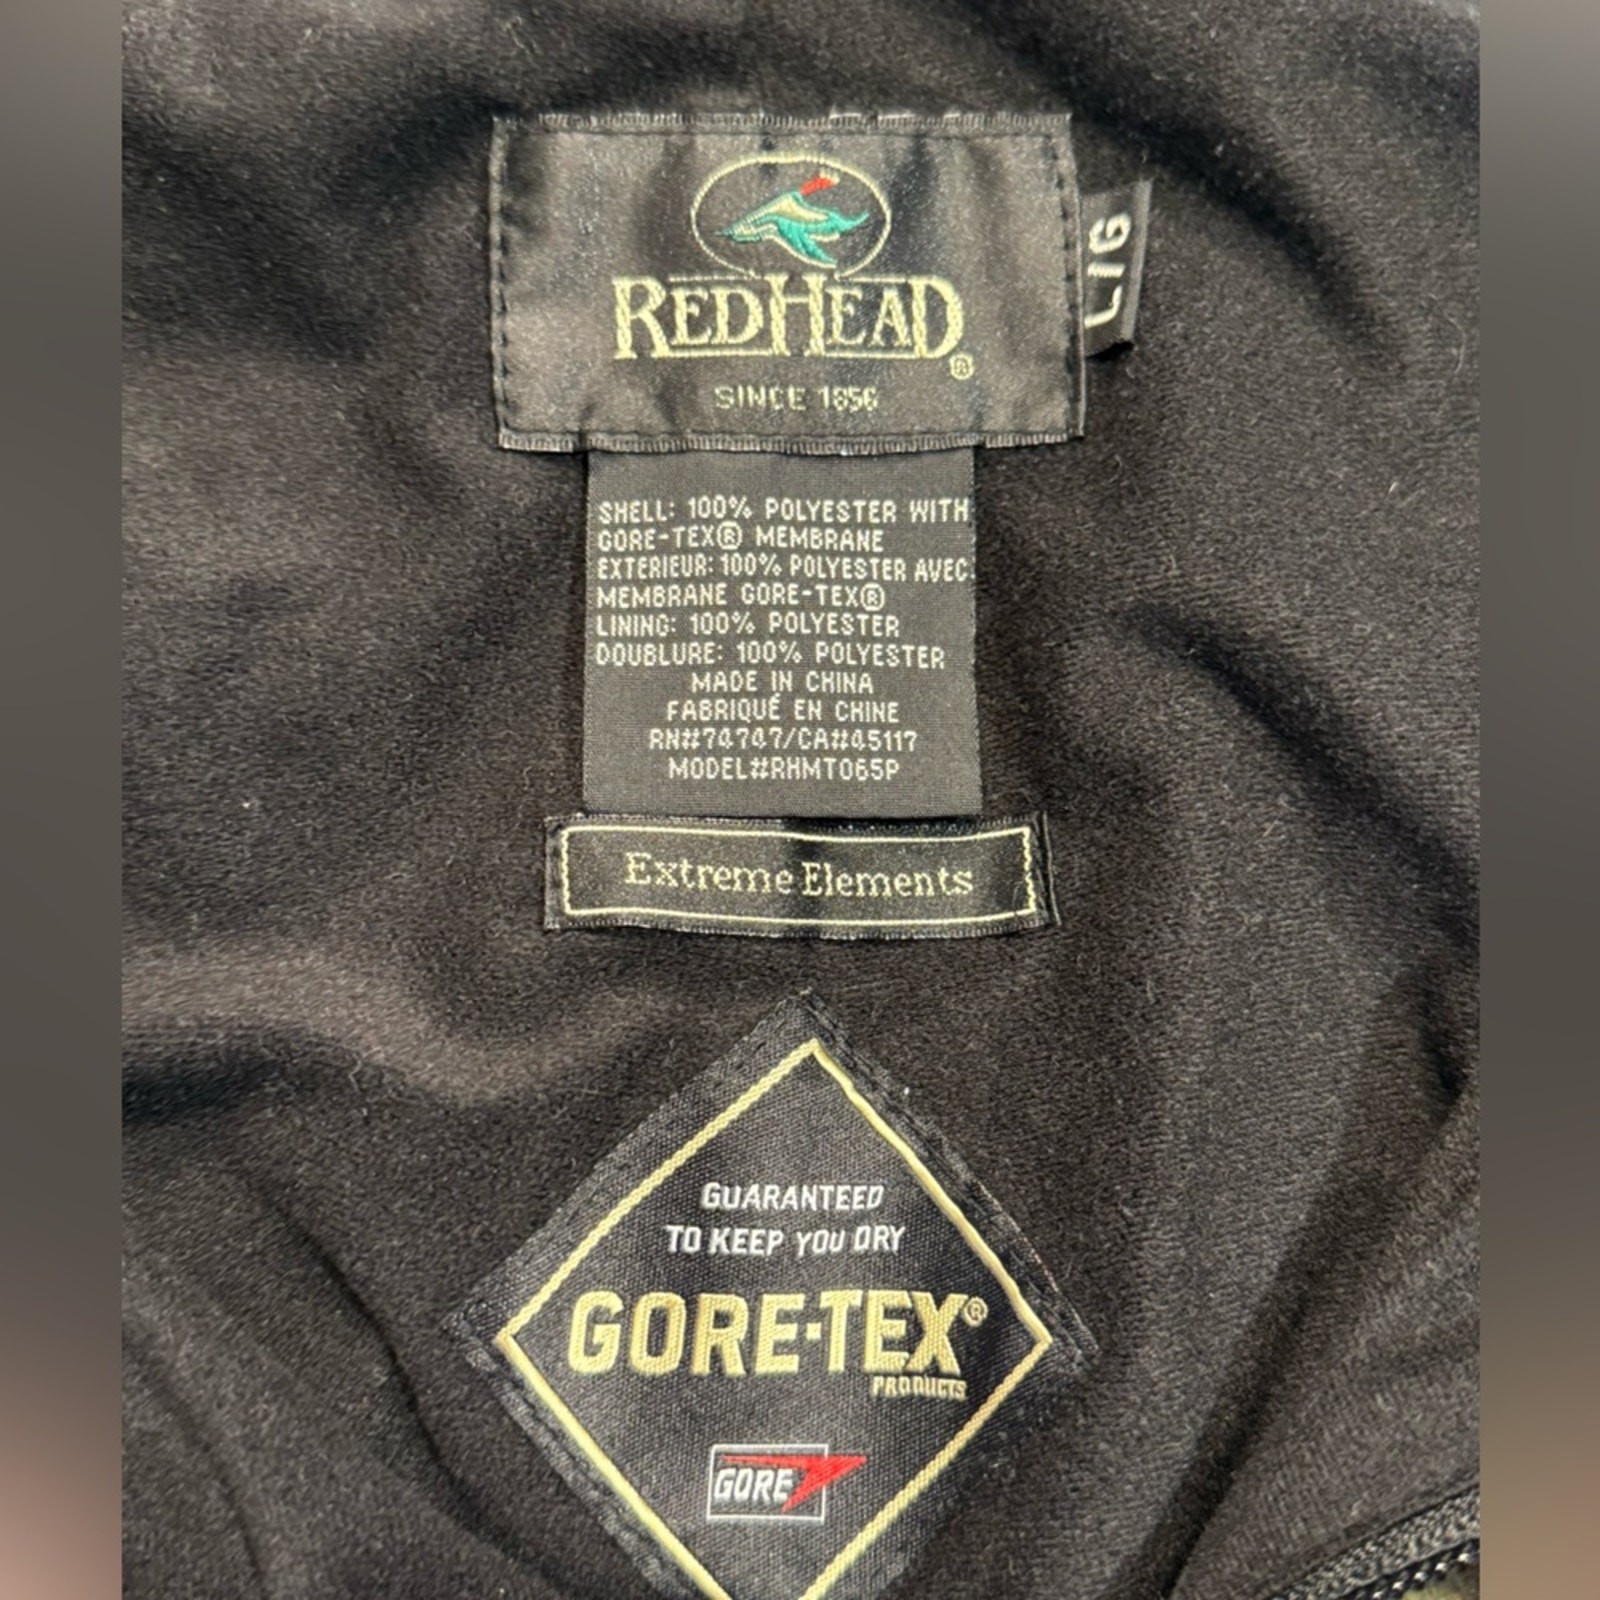 REDHEAD®
SINCE 1856
L/G
SHELL: 100% POLYESTER WITH
GORE-TEX® MEMBRANE
EXTERIEUR: 100% POLYESTER AVEC
MEMBRANE GORE-TEX®
LINING: 100% POLYESTER
DOUBLURE: 100% POLYESTER
MADE IN CHINA
FABRIQUÉ EN CHINE
RN#74747/CA#45117
MODEL#RHMT065P
Extreme Elements
GUARANTEED
TO KEEP YOU DRY
GORE-TEX®
PRODUCTS
GORE